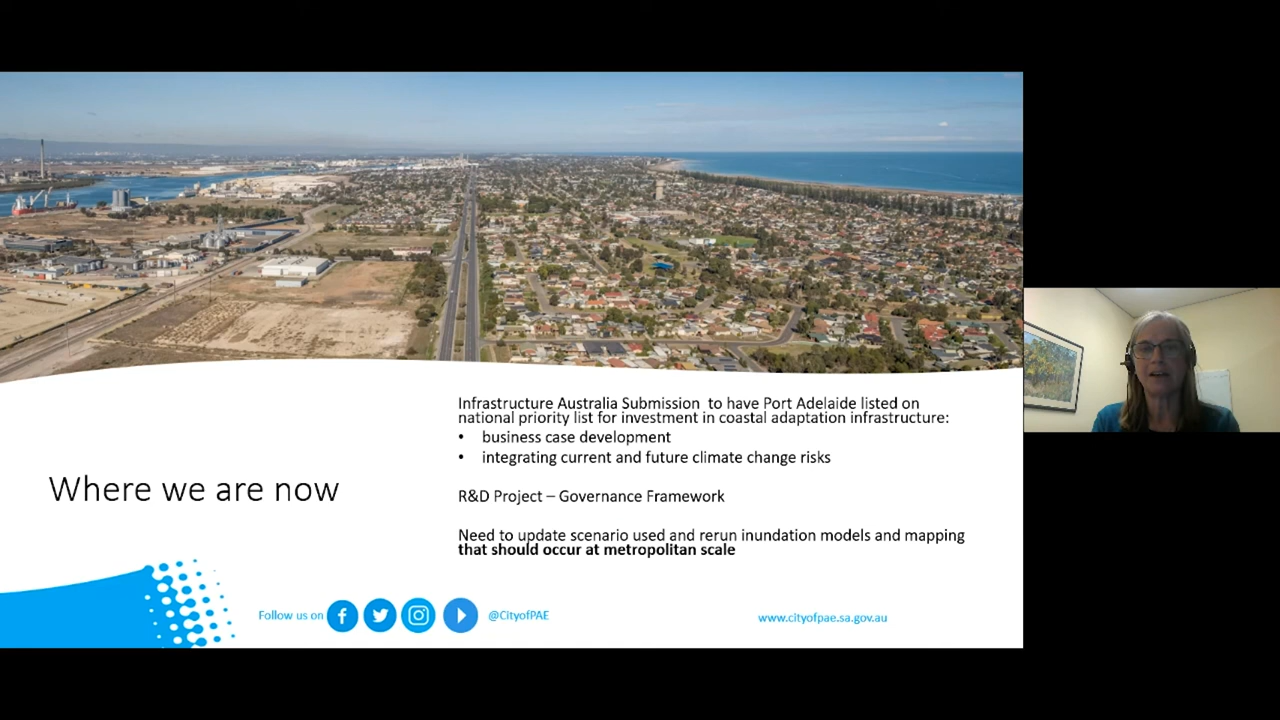 Infrastructure Australia Submission to have Port Adelaide listed on
national priority list for investment in coastal adaptation infrastructure:
• business case development
• integrating current and future climate change risks
Where we are now
R&D Project – Governance Framework
Need to update scenario used and rerun inundation models and mapping
that should occur at metropolitan scale
Follow us on @CityofPAE
www.cityofpae.sa.gov.au